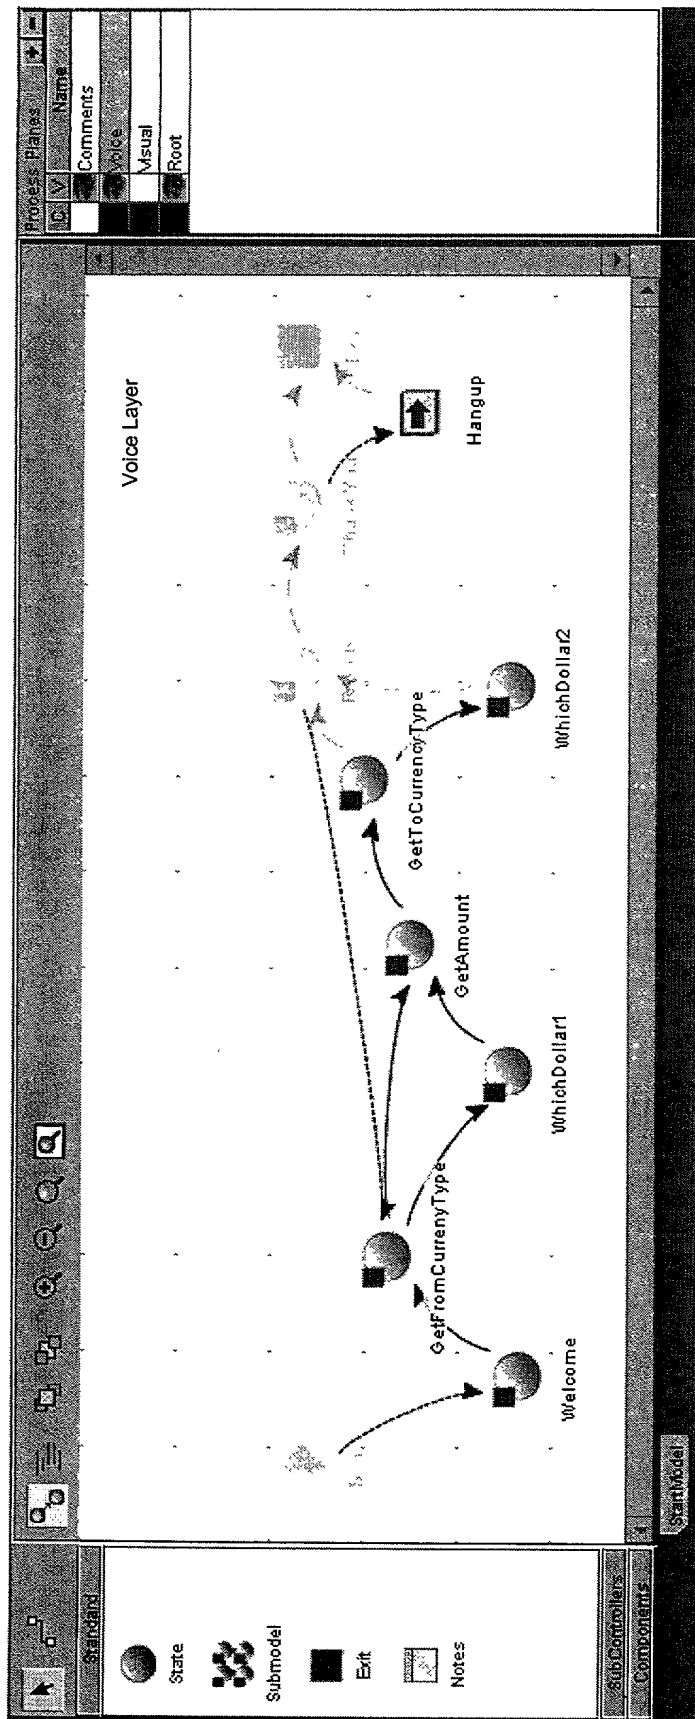 Standard
State
Submodel
Exit
Notes
SubControllers
Components
Voice Layer
Welcome
GetFromCurrenyType
WhichDollar1
GetAmount
GetToCurrencyType
WhichDollar2
Hangup
StartModel
Process Planes
+ -
C V Name
Comments
Voice
Visual
Root